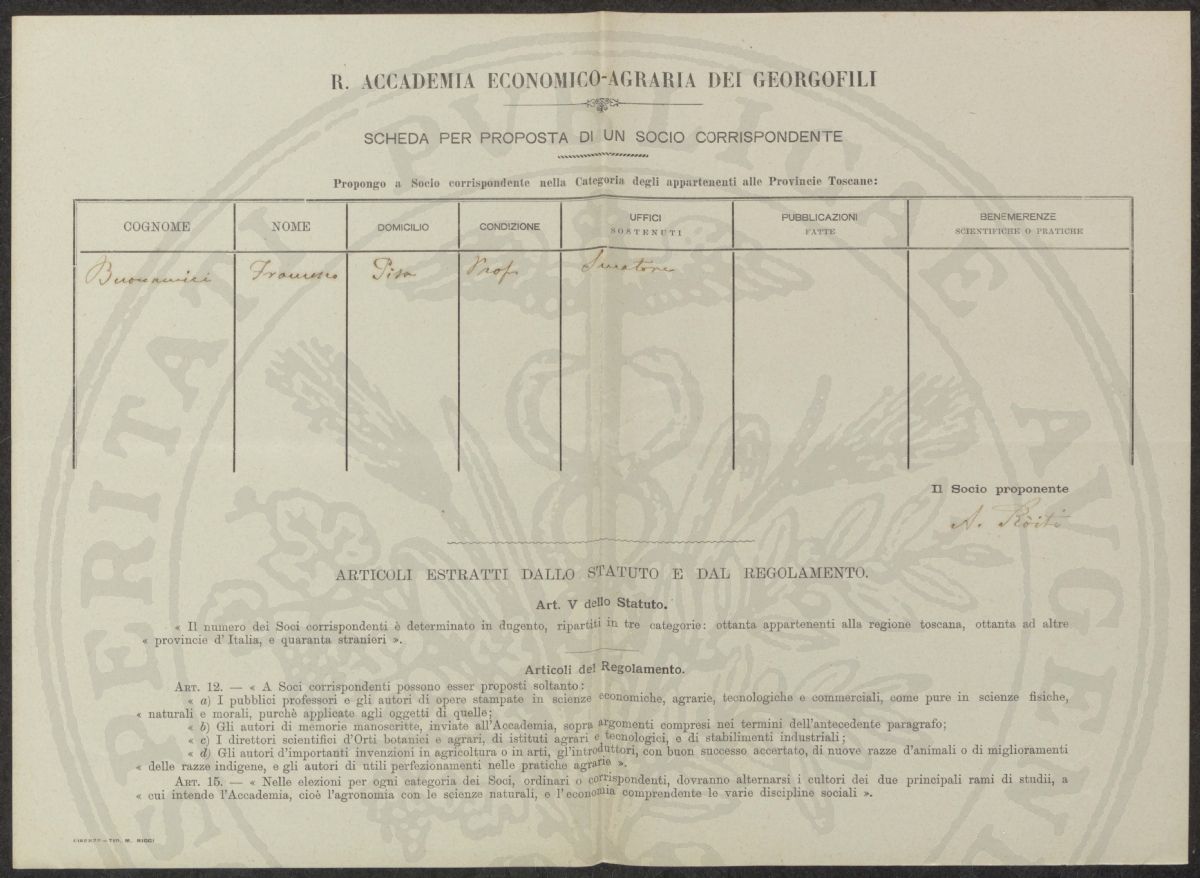 R. ACCADEMIA ECONOMICO-AGRARIA DEI GEORGOFILI
SCHEDA PER PROPOSTA DI UN SOCIO CORRISPONDENTE
Propongo a Socio corrispondente nella Categoria degli appartenenti alle Provincie Toscane:
COGNOME NOME DOMICILIO CONDIZIONE UFFICI SOSTENUTI PUBBLICAZIONI FATTE BENEMERENZE SCIENTIFICHE O PRATICHE
Buonamici Francesco Pisa Prof. Senatore
Il Socio proponente
A. Ròiti
ARTICOLI ESTRATTI DALLO STATUTO E DAL REGOLAMENTO.
Art. V dello Statuto.
« Il numero dei Soci corrispondenti è determinato in dugento, ripartiti in tre categorie: ottanta appartenenti alla regione toscana, ottanta ad altre
« provincie d'Italia, e quaranta stranieri ».
Articoli del Regolamento.
ART. 12. — « A Soci corrispondenti possono esser proposti soltanto:
« a) I pubblici professori e gli autori di opere stampate in scienze economiche, agrarie, tecnologiche e commerciali, come pure in scienze fisiche,
« naturali e morali, purchè applicate agli oggetti di quelle;
« b) Gli autori di memorie manoscritte, inviate all'Accademia, sopra argomenti compresi nei termini dell'antecedente paragrafo;
« c) I direttori scientifici d'Orti botanici e agrari, di istituti agrari e tecnologici, e di stabilimenti industriali;
« d) Gli autori d'importanti invenzioni in agricoltura o in arti, gl'introduttori, con buon successo accertato, di nuove razze d'animali o di miglioramenti
« delle razze indigene, e gli autori di utili perfezionamenti nelle pratiche agrarie ».
ART. 15. — « Nelle elezioni per ogni categoria dei Soci, ordinari o corrispondenti, dovranno alternarsi i cultori dei due principali rami di studii, a
« cui intende l'Accademia, cioè l'agronomia con le scienze naturali, e l'economia comprendente le varie discipline sociali ».
FIRENZE—TIP. M. RICCI
PROSPERITATI PUBLICAE AVGENDAE